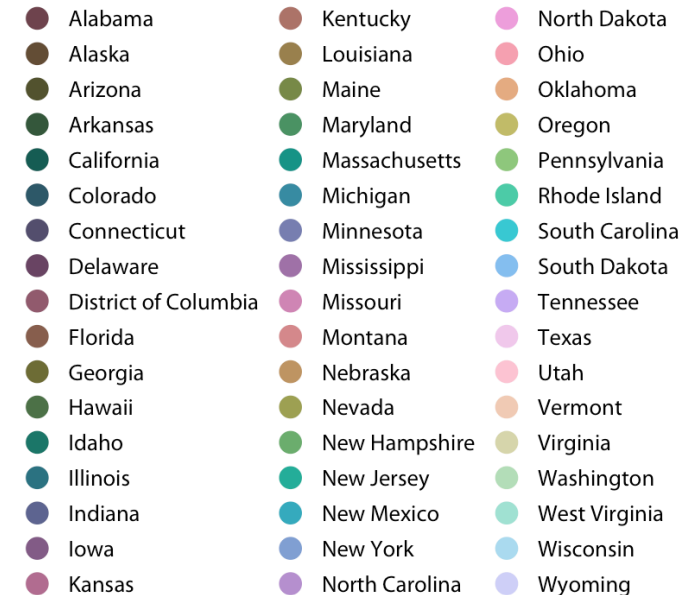 Alabama
Alaska
Arizona
Arkansas
California
Colorado
Connecticut
Delaware
District of Columbia
Florida
Georgia
Hawaii
Idaho
Illinois
Indiana
Iowa
Kansas
Kentucky
Louisiana
Maine
Maryland
Massachusetts
Michigan
Minnesota
Mississippi
Missouri
Montana
Nebraska
Nevada
New Hampshire
New Jersey
New Mexico
New York
North Carolina
North Dakota
Ohio
Oklahoma
Oregon
Pennsylvania
Rhode Island
South Carolina
South Dakota
Tennessee
Texas
Utah
Vermont
Virginia
Washington
West Virginia
Wisconsin
Wyoming